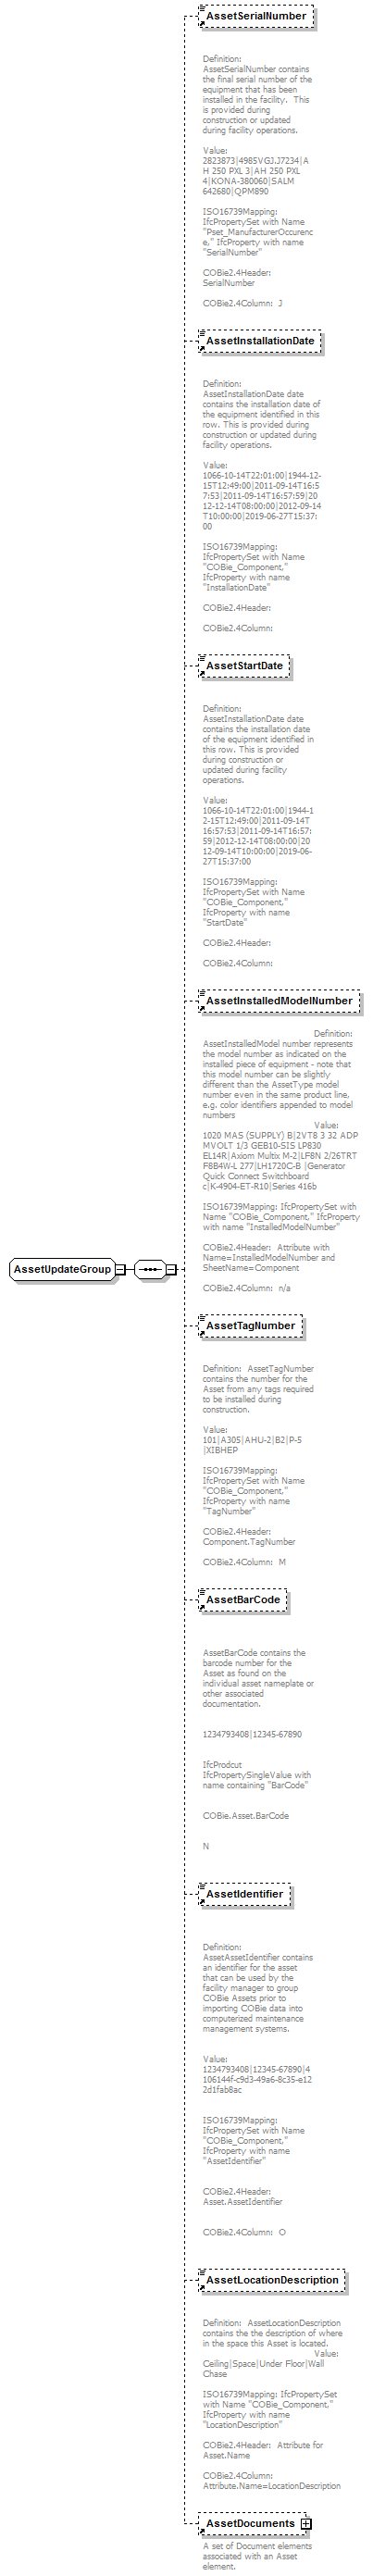 AssetSerialNumber
Definition:
AssetSerialNumber contains
the final serial number of the
equipment that has been
installed in the facility.  This
is provided during
construction or updated
during facility operations.
Value:
2823873|4985VGJ.J7234|A
H 250 PXL 3|AH 250 PXL
4|KONA-380060|SALM
642680|QPM890
ISO16739Mapping:
IfcPropertySet with Name
"Pset_ManufacturerOccurenc
e," IfcProperty with name
"SerialNumber"
COBie2.4Header:
SerialNumber
COBie2.4Column:  J
AssetInstallationDate
Definition:
AssetInstallationDate date
contains the installation date of
the equipment identified in this
row. This is provided during
construction or updated during
facility operations.
Value:
1066-10-14T22:01:00|1944-12-
15T12:49:00|2011-09-14T16:5
7:53|2011-09-14T16:57:59|20
12-12-14T08:00:00|2012-09-14
T10:00:00|2019-06-27T15:37:
00
ISO16739Mapping:
IfcPropertySet with Name
"COBie_Component,"
IfcProperty with name
"InstallationDate"
COBie2.4Header:
COBie2.4Column:
AssetStartDate
Definition:
AssetInstallationDate date
contains the installation date
of the equipment identified in
this row. This is provided
during construction or
updated during facility
operations.
Value:
1066-10-14T22:01:00|1944-1
2-15T12:49:00|2011-09-14T
16:57:53|2011-09-14T16:57:
59|2012-12-14T08:00:00|20
12-09-14T10:00:00|2019-06-
27T15:37:00
ISO16739Mapping:
IfcPropertySet with Name
"COBie_Component,"
IfcProperty with name
"StartDate"
COBie2.4Header:
COBie2.4Column:
AssetInstalledModelNumber
Definition:
AssetInstalledModel number represents
the model number as indicated on the
installed piece of equipment - note that
this model number can be slightly
different than the AssetType model
number even in the same product line,
e.g. color identifiers appended to model
numbers
Value:
1020 MAS (SUPPLY) B|2VT8 3 32 ADP
MVOLT 1/3 GEB10-SIS LP830
EL14R|Axiom Multix M-2|LF8N 2/26TRT
F8B4W-L 277|LH1720C-B |Generator
Quick Connect Switchboard
c|K-4904-ET-R10|Series 416b
ISO16739Mapping: IfcPropertySet with
Name "COBie_Component," IfcProperty
with name "InstalledModelNumber"
COBie2.4Header:  Attribute with
Name=InstalledModelNumber and
SheetName=Component
COBie2.4Column:  n/a
AssetUpdateGroup
AssetTagNumber
Definition:  AssetTagNumber
contains the number for the
Asset from any tags required
to be installed during
construction.
Value:
101|A305|AHU-2|B2|P-5
|XIBHEP
ISO16739Mapping:
IfcPropertySet with Name
"COBie_Component,"
IfcProperty with name
"TagNumber"
COBie2.4Header:
Component.TagNumber
COBie2.4Column:  M
AssetBarCode
AssetBarCode contains the
barcode number for the
Asset as found on the
individual asset nameplate or
other associated
documentation.
1234793408|12345-67890
IfcProdcut
IfcPropertySingleValue with
name containing "BarCode"
COBie.Asset.BarCode
N
AssetIdentifier
Definition:
AssetAssetIdentifier contains
an identifier for the asset
that can be used by the
facility manager to group
COBie Assets prior to
importing COBie data into
computerized maintenance
management systems.
Value:
1234793408|12345-67890|4
106144f-c9d3-49a6-8c35-e12
2d1fab8ac
ISO16739Mapping:
IfcPropertySet with Name
"COBie_Component,"
IfcProperty with name
"AssetIdentifier"
COBie2.4Header:
Asset.AssetIdentifier
COBie2.4Column:  O
AssetLocationDescription
Definition:  AssetLocationDescription
contains the the description of where
in the space this Asset is located.
Value:
Ceiling|Space|Under Floor|Wall
Chase
ISO16739Mapping: IfcPropertySet
with Name "COBie_Component,"
IfcProperty with name
"LocationDescription"
COBie2.4Header:  Attribute for
Asset.Name
COBie2.4Column:
Attribute.Name=LocationDescription
AssetDocuments
A set of Document elements
associated with an Asset
element.